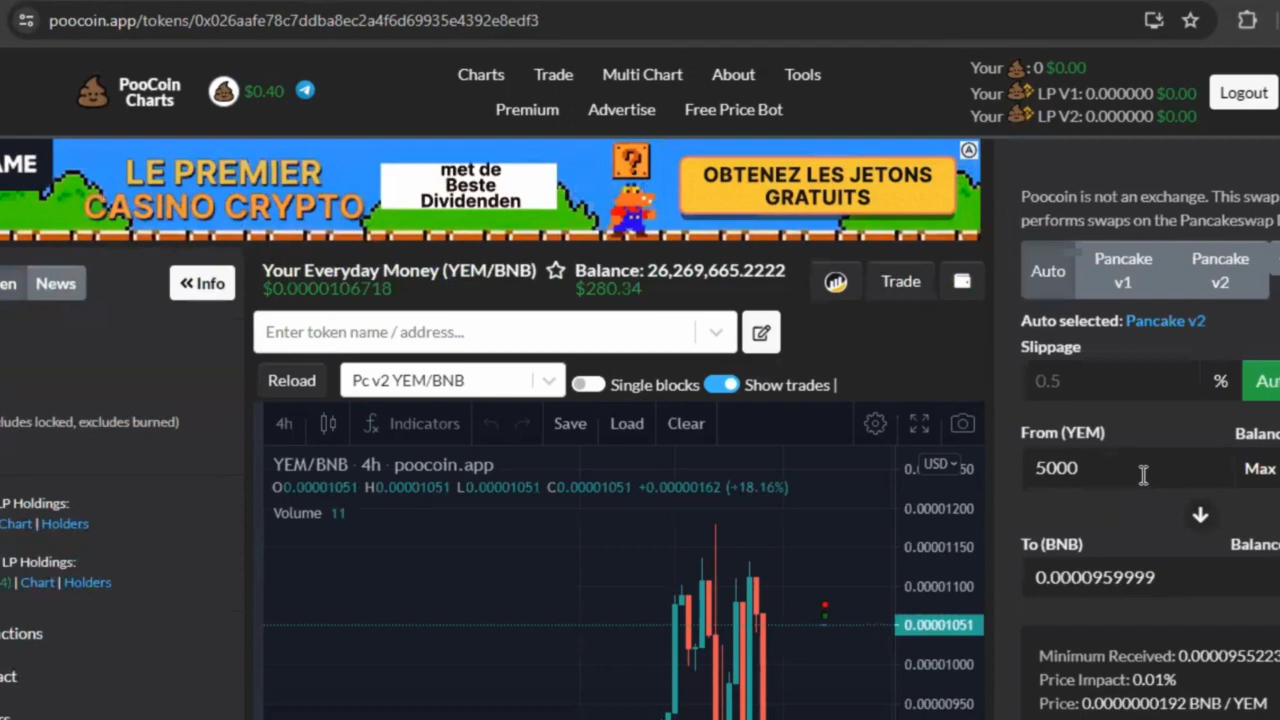 poocoin.app/tokens/0x026aafe78c7ddba8ec2a4f6d69935e4392e8edf3
PooCoin
Charts
$0.40
Charts
Trade
Multi Chart
About
Tools
Premium
Advertise
Free Price Bot
Your : 0 $0.00
Your LP V1: 0.000000 $0.00
Your LP V2: 0.000000 $0.00
Logout
AME
LE PREMIER
CASINO CRYPTO
met de
Beste
Dividenden
?
OBTENEZ LES JETONS
GRATUITS
Poocoin is not an exchange. This swap
performs swaps on the Pancakeswap
Auto
Pancake
v1
Pancake
v2
Auto selected: Pancake v2
Slippage
0.5
%
Au
From (YEM)
Balanc
5000
Max
To (BNB)
Balance
0.0000959999
Minimum Received: 0.0000955223
Price Impact: 0.01%
Price: 0.0000000192 BNB / YEM
en
News
« Info
Your Everyday Money (YEM/BNB)
$0.0000106718
Balance: 26,269,665.2222
$280.34
Trade
Enter token name / address...
Reload
Pc v2 YEM/BNB
Single blocks
Show trades |
4h
Indicators
Save
Load
Clear
YEM/BNB · 4h · poocoin.app
O0.00001051 H0.00001051 L0.00001051 C0.00001051 +0.00000162 (+18.16%)
Volume 11
0.
USD
50
0.00001200
0.00001150
0.00001100
0.00001051
0.00001000
0.00000950
ludes locked, excludes burned)
LP Holdings:
Chart | Holders
LP Holdings:
4) | Chart | Holders
ctions
act